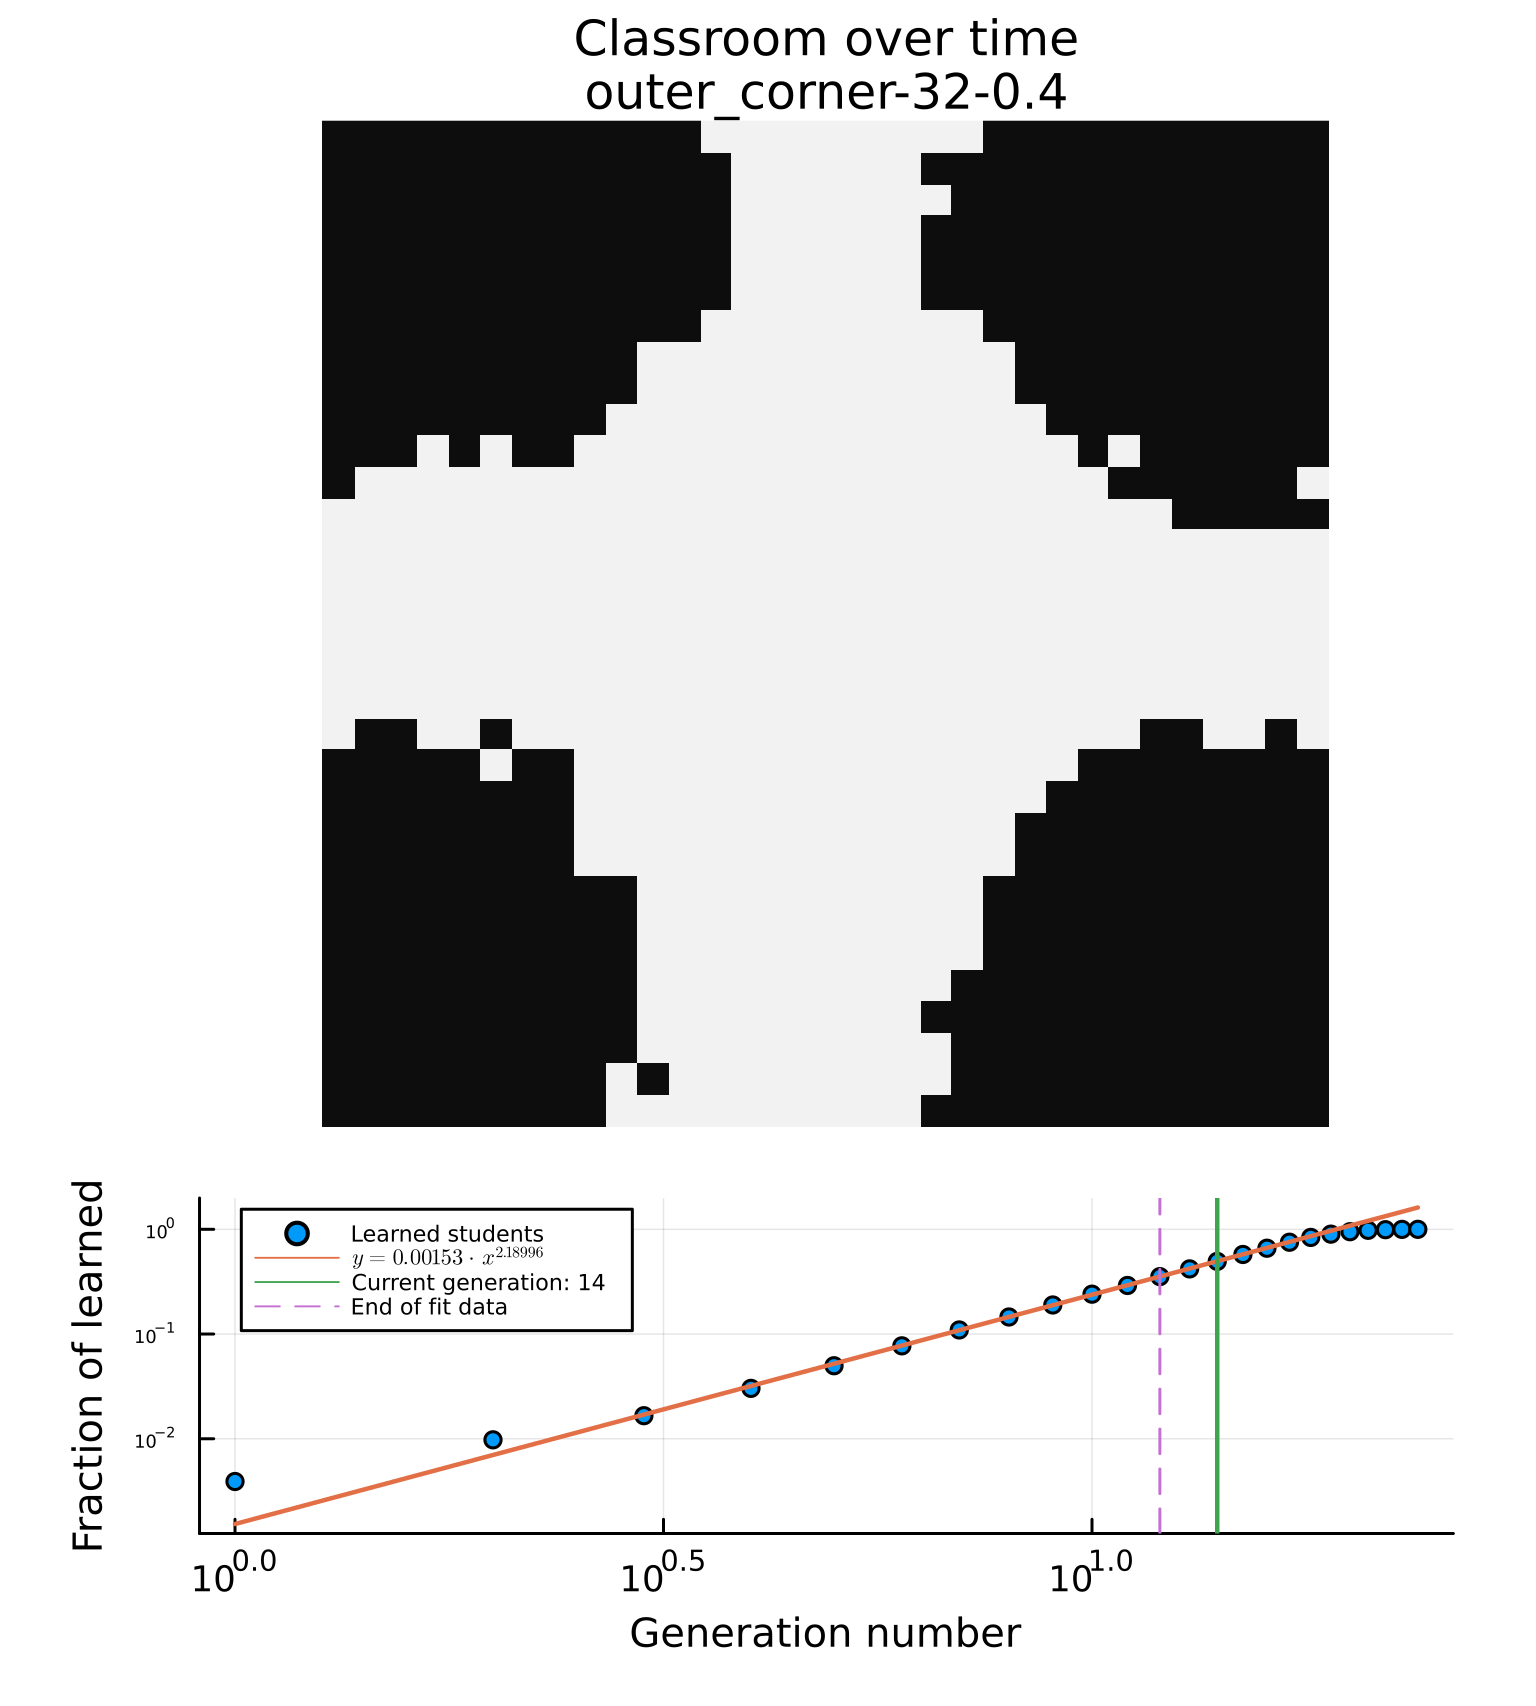 Classroom over time
outer_corner-32-0.4
Fraction of learned
10^0
10^−1
10^−2
Learned students
y = 0.00153 · x^2.18996
Current generation: 14
End of fit data
10^0.0
10^0.5
10^1.0
Generation number